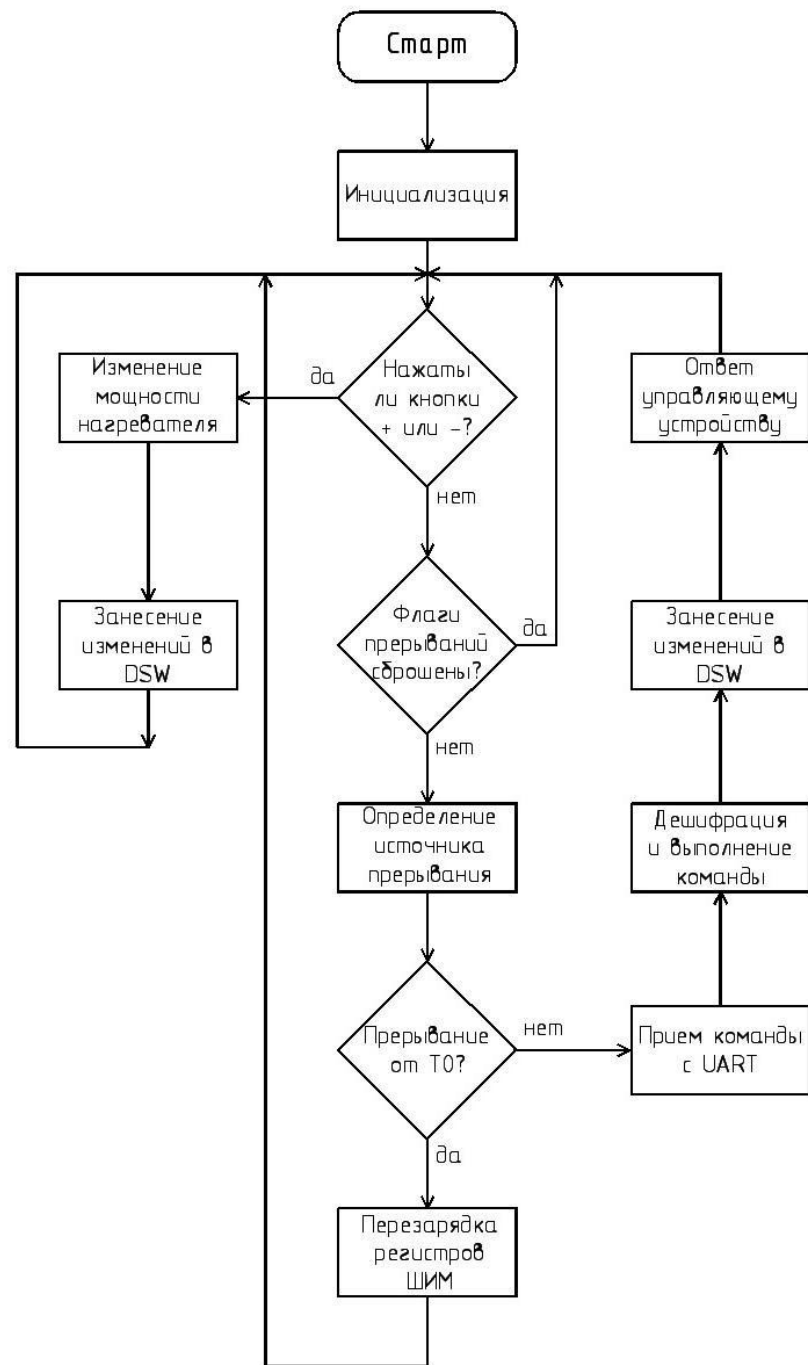 Старт
Инициализация
Нажаты
ли кнопки
+ или -?
да
нет
Изменение
мощности
нагревателя
Занесение
изменений в
DSW
Флаги
прерываний
сброшены?
да
нет
Определение
источника
прерывания
Прерывание
от Т0?
нет
да
Перезарядка
регистров
ШИМ
Прием команды
с UART
Дешифрация
и выполнение
команды
Занесение
изменений в
DSW
Ответ
управляющему
устройству